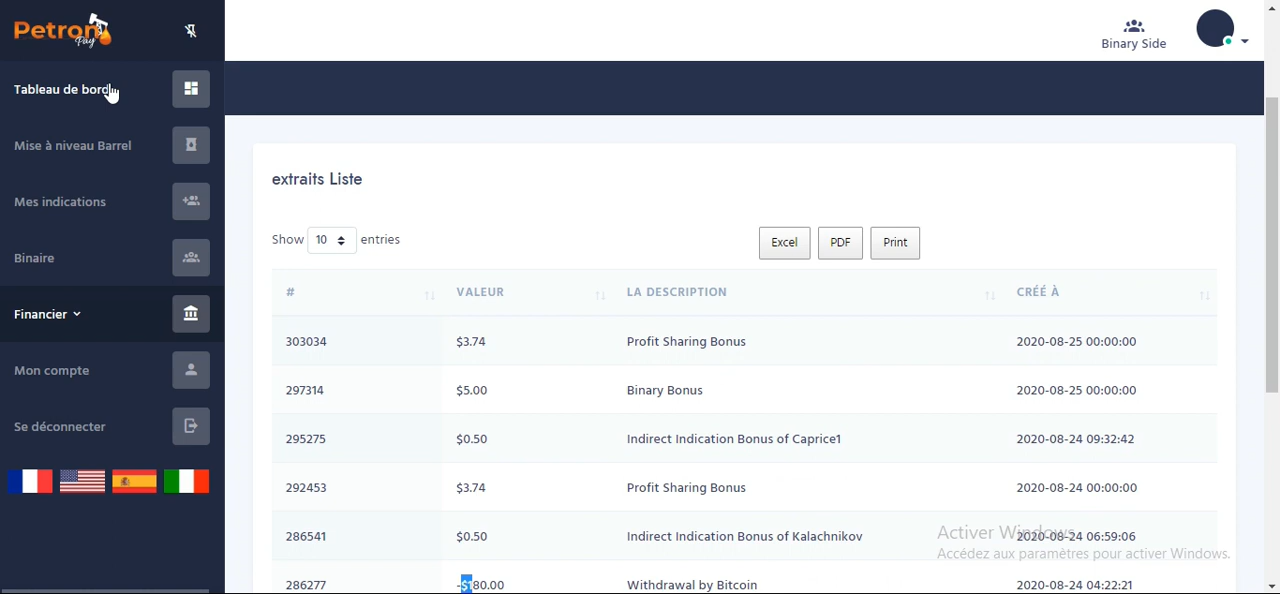 Petron
Pay
Binary Side
Tableau de bord
Mise à niveau Barrel
Mes indications
Binaire
Financier
Mon compte
Se déconnecter
extraits Liste
Show 10 entries
Excel PDF Print
# VALEUR LA DESCRIPTION CRÉÉ À
303034 $3.74 Profit Sharing Bonus 2020-08-25 00:00:00
297314 $5.00 Binary Bonus 2020-08-25 00:00:00
295275 $0.50 Indirect Indication Bonus of Caprice1 2020-08-24 09:32:42
292453 $3.74 Profit Sharing Bonus 2020-08-24 00:00:00
286541 $0.50 Indirect Indication Bonus of Kalachnikov 2020-08-24 06:59:06
286277 -$180.00 Withdrawal by Bitcoin 2020-08-24 04:22:21
Activer Windows
Accédez aux paramètres pour activer Windows.